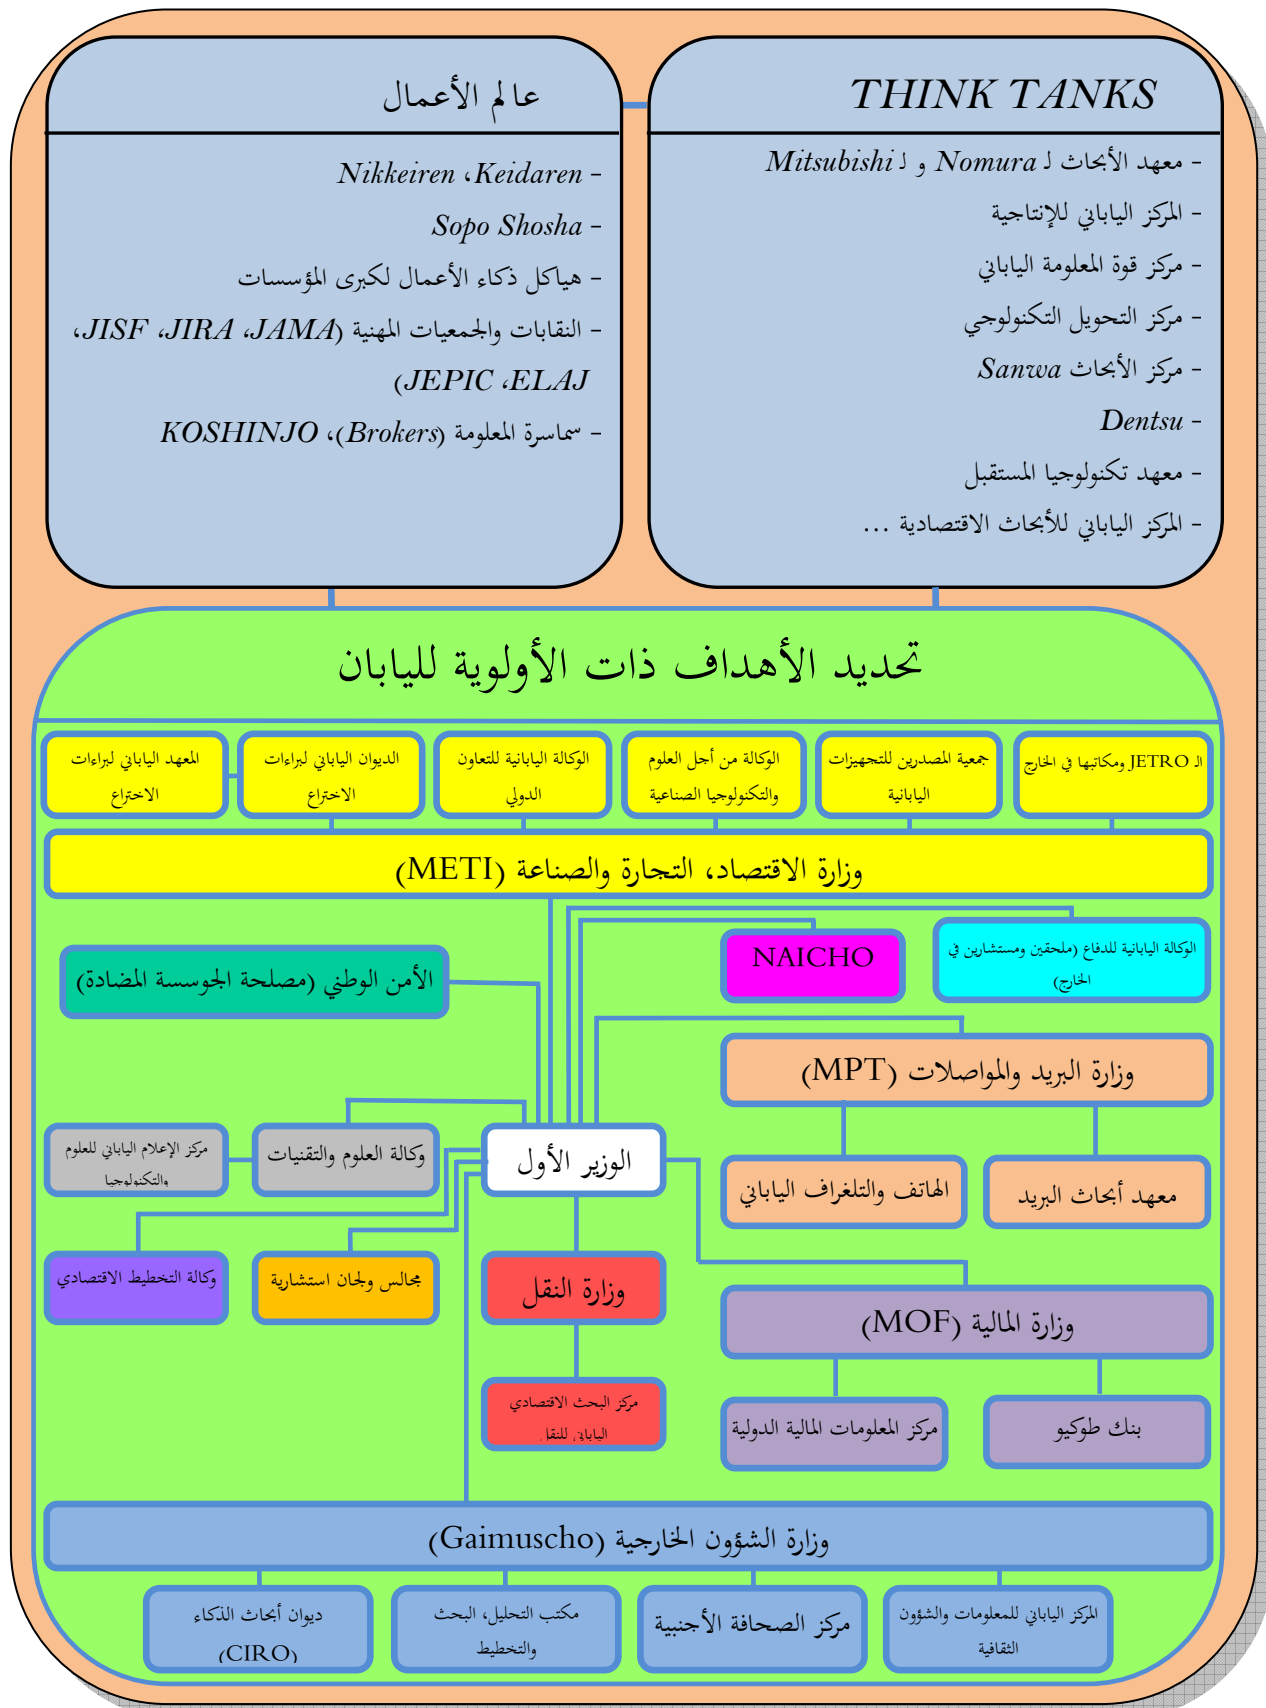 THINK TANKS
- معهد الأبحاث لـ Nomura و لـ Mitsubishi
- المركز الياباني للإنتاجية
- مركز قوة المعلومة الياباني
- مركز التحويل التكنولوجي
- مركز الأبحاث Sanwa
- Dentsu
- معهد تكنولوجيا المستقبل
- المركز الياباني للأبحاث الاقتصادية ...
عالم الأعمال
- Keidaren، Nikkeiren
- Sopo Shosha
- هياكل ذكاء الأعمال لكبرى المؤسسات
- النقابات والجمعيات المهنية (JAMA، JIRA، JISF،
ELAJ، JEPIC)
- سماسرة المعلومة (Brokers)، KOSHINJO
تحديد الأهداف ذات الأولوية لليابان
الـ JETRO ومكاتبها في الخارج
جمعية المصدرين للتجهيزات
اليابانية
الوكالة من أجل العلوم
والتكنولوجيا الصناعية
الوكالة اليابانية للتعاون
الدولي
الديوان الياباني لبراءات
الاختراع
المعهد الياباني لبراءات
الاختراع
وزارة الاقتصاد، التجارة والصناعة (METI)
الوكالة اليابانية للدفاع (ملحقين ومستشارين في
الخارج)
NAICHO
الأمن الوطني (مصلحة الجوسسة المضادة)
وزارة البريد والمواصلات (MPT)
معهد أبحاث البريد
الهاتف والتلغراف الياباني
الوزير الأول
وكالة العلوم والتقنيات
مركز الإعلام الياباني للعلوم
والتكنولوجيا
وزارة النقل
مجالس ولجان استشارية
وكالة التخطيط الاقتصادي
وزارة المالية (MOF)
مركز البحث الاقتصادي
الياباني للنقل
بنك طوكيو
مركز المعلومات المالية الدولية
وزارة الشؤون الخارجية (Gaimuscho)
المركز الياباني للمعلومات والشؤون
الثقافية
مركز الصحافة الأجنبية
مكتب التحليل، البحث
والتخطيط
ديوان أبحاث الذكاء
(CIRO)